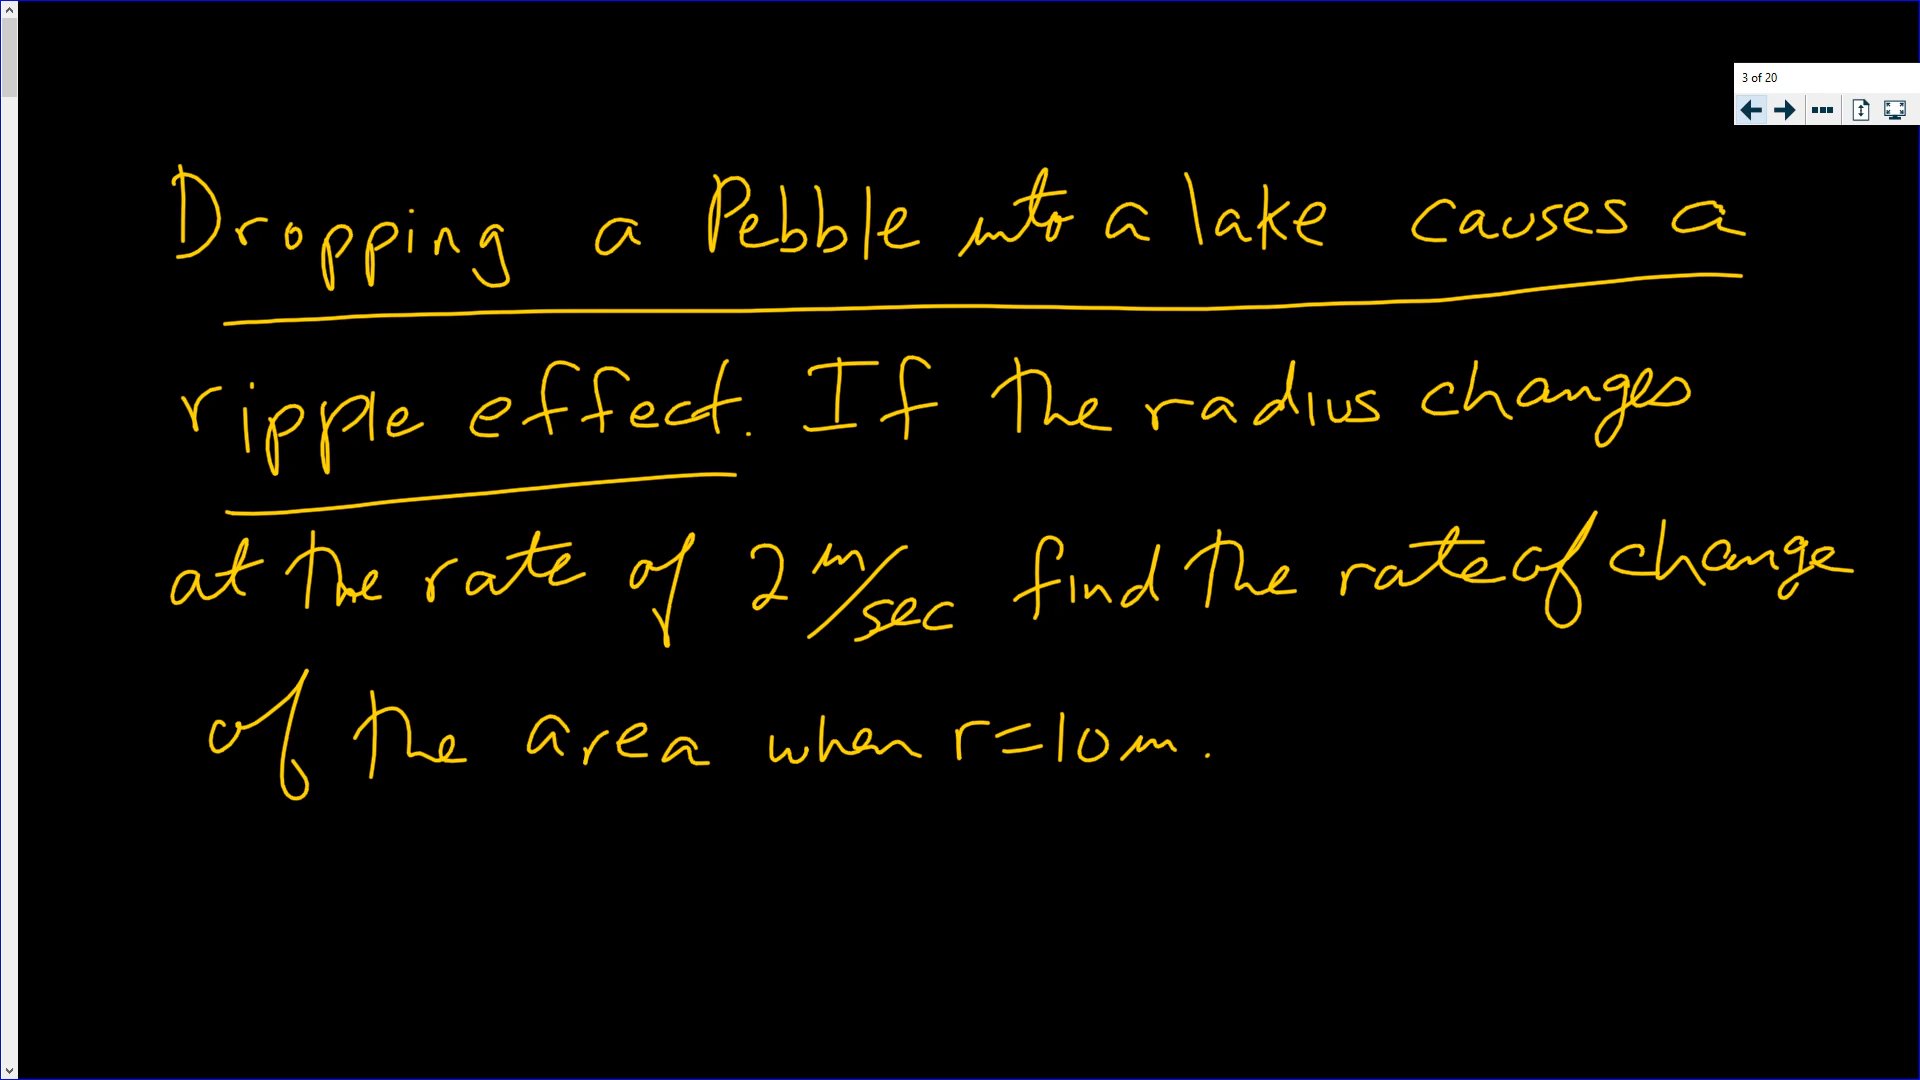 3 of 20
Dropping a Pebble into a lake causes a
ripple effect. If the radius changes
at the rate of 2 m/sec find the rate of change
of the area when r=10m.